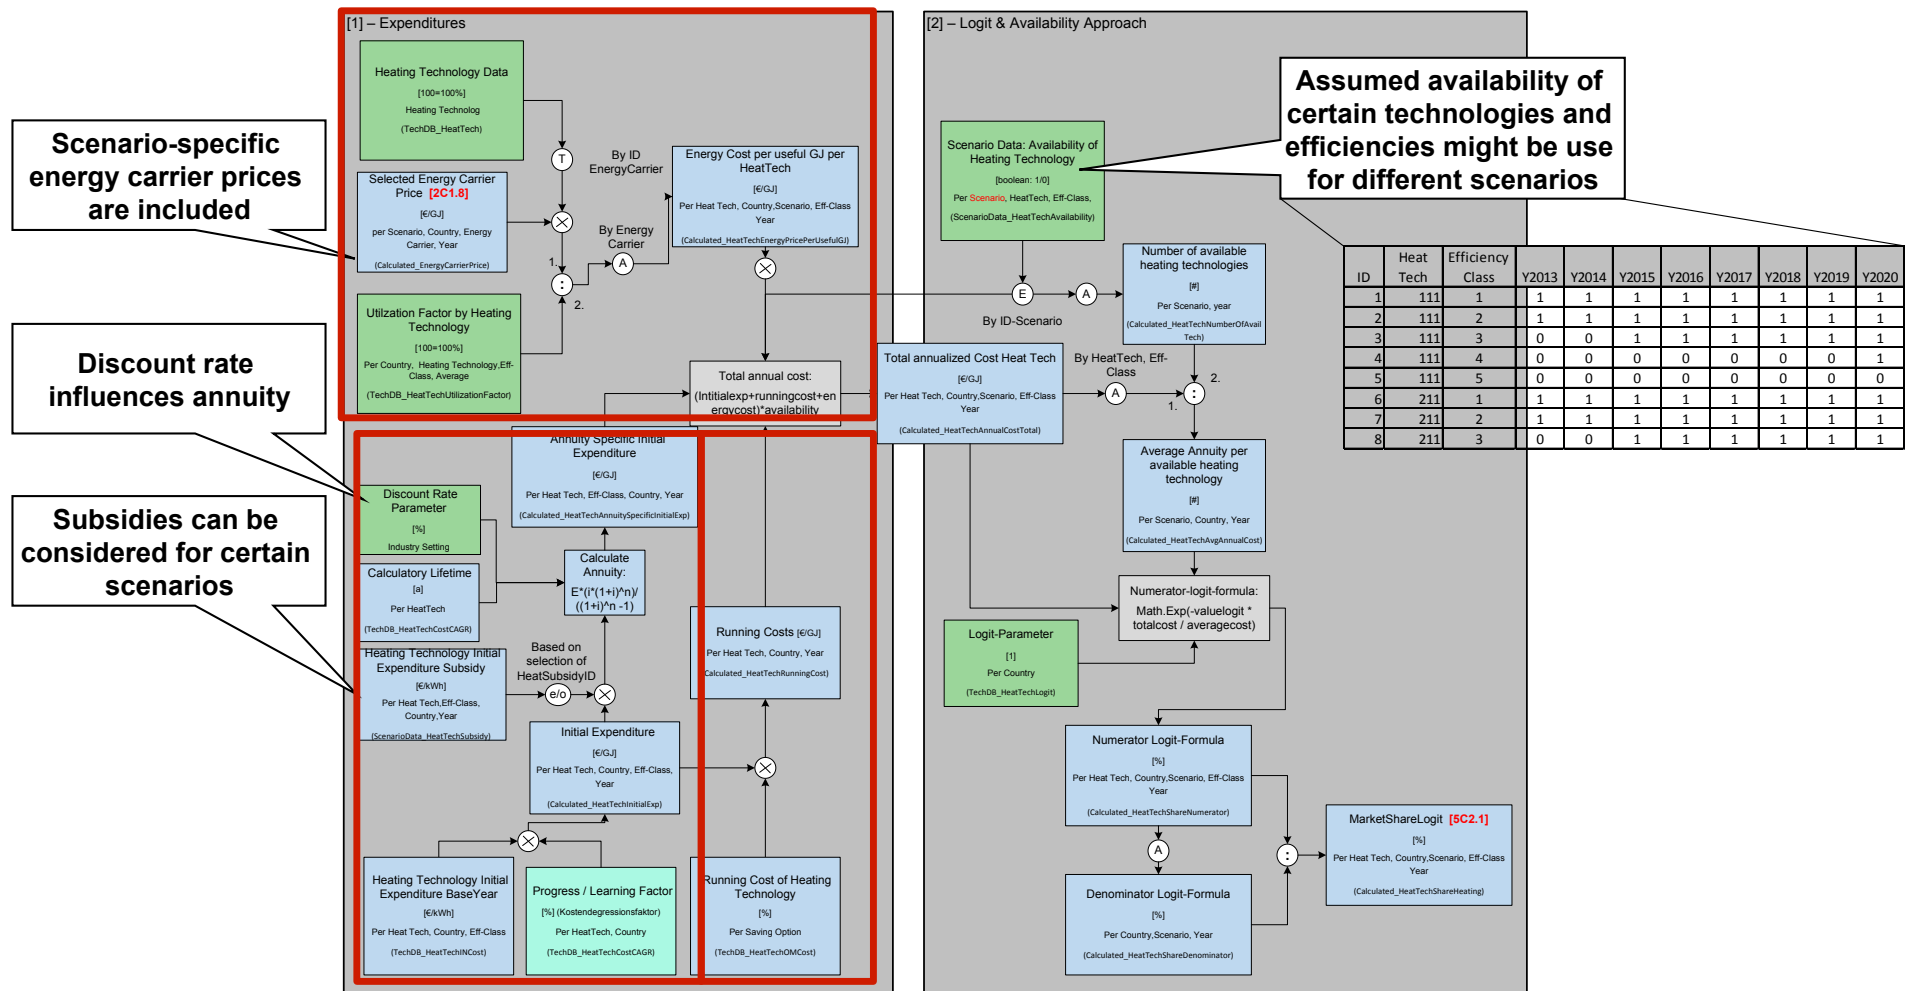 [1] – Expenditures
Heating Technology Data
[100=100%]
Heating Technolog
(TechDB_HeatTech)
Scenario-specific
energy carrier prices
are included
Selected Energy Carrier
Price [2C1.8]
[€/GJ]
per Scenario, Country, Energy
Carrier, Year
(Calculated_EnergyCarrierPrice)
T
By ID
EnergyCarrier
Energy Cost per useful GJ per
HeatTech
[€/GJ]
Per Heat Tech, Country,Scenario, Eff-Class
Year
(Calculated_HeatTechEnergyPricePerUsefulGJ)
By Energy
Carrier
A
1.
:
2.
Utilzation Factor by Heating
Technology
[100=100%]
Per Country, Heating Technology,Eff-
Class, Average
(TechDB_HeatTechUtilizationFactor)
Total annual cost:
(Intitialexp+runningcost+en
ergycost)*availability
Discount rate
influences annuity
Annuity Specific Initial
Expenditure
[€/GJ]
Per Heat Tech, Eff-Class, Country, Year
(Calculated_HeatTechAnnuitySpecificInitialExp)
Discount Rate
Parameter
[%]
Industry Setting
Subsidies can be
considered for certain
scenarios
Calculatory Lifetime
[a]
Per HeatTech
(TechDB_HeatTechCostCAGR)
Calculate
Annuity:
E*(i*(1+i)^n)/
((1+i)^n -1)
Heating Technology Initial
Expenditure Subsidy
[€/kWh]
Per Heat Tech,Eff-Class,
Country,Year
(ScenarioData_HeatTechSubsidy)
Based on
selection of
HeatSubsidyID
e/o
Running Costs [€/GJ]
Per Heat Tech, Country, Year
(Calculated_HeatTechRunningCost)
Initial Expenditure
[€/GJ]
Per Heat Tech, Country, Eff-Class,
Year
(Calculated_HeatTechInitialExp)
Heating Technology Initial
Expenditure BaseYear
[€/kWh]
Per Heat Tech, Country, Eff-Class
(TechDB_HeatTechINCost)
Progress / Learning Factor
[%] (Kostendegressionsfaktor)
Per HeatTech, Country
(TechDB_HeatTechCostCAGR)
Running Cost of Heating
Technology
[%]
Per Saving Option
(TechDB_HeatTechOMCost)
[2] – Logit & Availability Approach
Scenario Data: Availability of
Heating Technology
[boolean: 1/0]
Per Scenario, HeatTech, Eff-Class,
(ScenarioData_HeatTechAvailability)
Assumed availability of
certain technologies and
efficiencies might be use
for different scenarios
E
A
By ID-Scenario
Number of available
heating technologies
[#]
Per Scenario, year
(Calculated_HeatTechNumberOfAvail
Tech)
Total annualized Cost Heat Tech
[€/GJ]
Per Heat Tech, Country,Scenario, Eff-Class
Year
(Calculated_HeatTechAnnualCostTotal)
By HeatTech, Eff-
Class
A
2.
1.
:
Average Annuity per
available heating
technology
[#]
Per Scenario, Country, Year
(Calculated_HeatTechAvgAnnualCost)
Numerator-logit-formula:
Math.Exp(-valuelogit *
totalcost / averagecost)
Logit-Parameter
[1]
Per Country
(TechDB_HeatTechLogit)
Numerator Logit-Formula
[%]
Per Heat Tech, Country,Scenario, Eff-Class
Year
(Calculated_HeatTechShareNumerator)
A
:
Denominator Logit-Formula
[%]
Per Country,Scenario, Year
(Calculated_HeatTechShareDenominator)
MarketShareLogit [5C2.1]
[%]
Per Heat Tech, Country,Scenario, Eff-Class
Year
(Calculated_HeatTechShareHeating)
ID Heat Tech Efficiency Class Y2013 Y2014 Y2015 Y2016 Y2017 Y2018 Y2019 Y2020
1 111 1 1 1 1 1 1 1 1 1
2 111 2 1 1 1 1 1 1 1 1
3 111 3 0 0 1 1 1 1 1 1
4 111 4 0 0 0 0 0 0 0 1
5 111 5 0 0 0 0 0 0 0 0
6 211 1 1 1 1 1 1 1 1 1
7 211 2 1 1 1 1 1 1 1 1
8 211 3 0 0 1 1 1 1 1 1